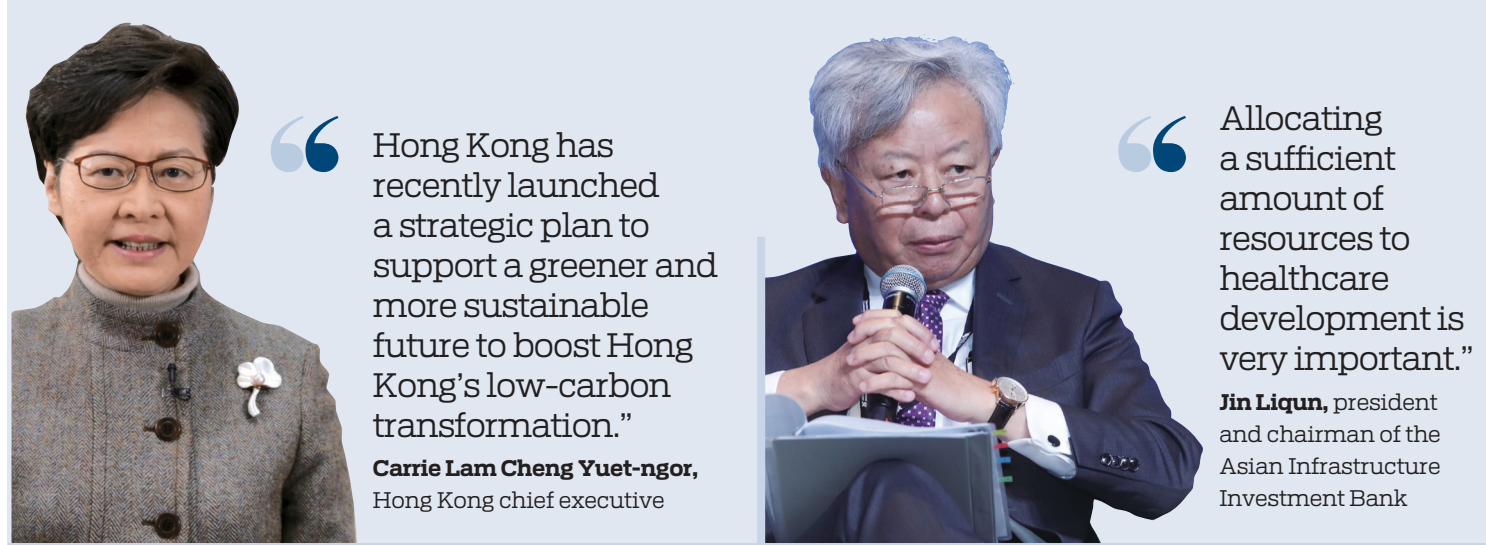 “
Hong Kong has
recently launched
a strategic plan to
support a greener and
more sustainable
future to boost Hong
Kong’s low-carbon
transformation.”
Carrie Lam Cheng Yuet-ngor,
Hong Kong chief executive
“
Allocating
a sufficient
amount of
resources to
healthcare
development is
very important.”
Jin Liqun, president
and chairman of the
Asian Infrastructure
Investment Bank